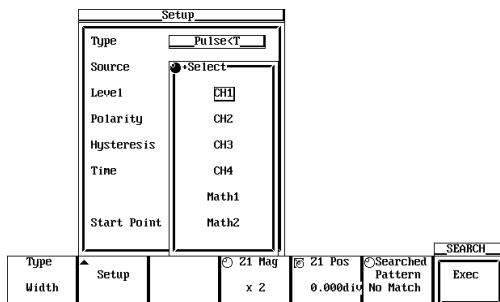 Setup
Type Pulse<T
Source +Select
Level CH1
Polarity CH2
Hysteresis CH3
Time CH4
Math1
Start Point Math2
SEARCH
Type Setup Z1 Mag Z1 Pos Searched Pattern Exec
Width x 2 0.000div No Match